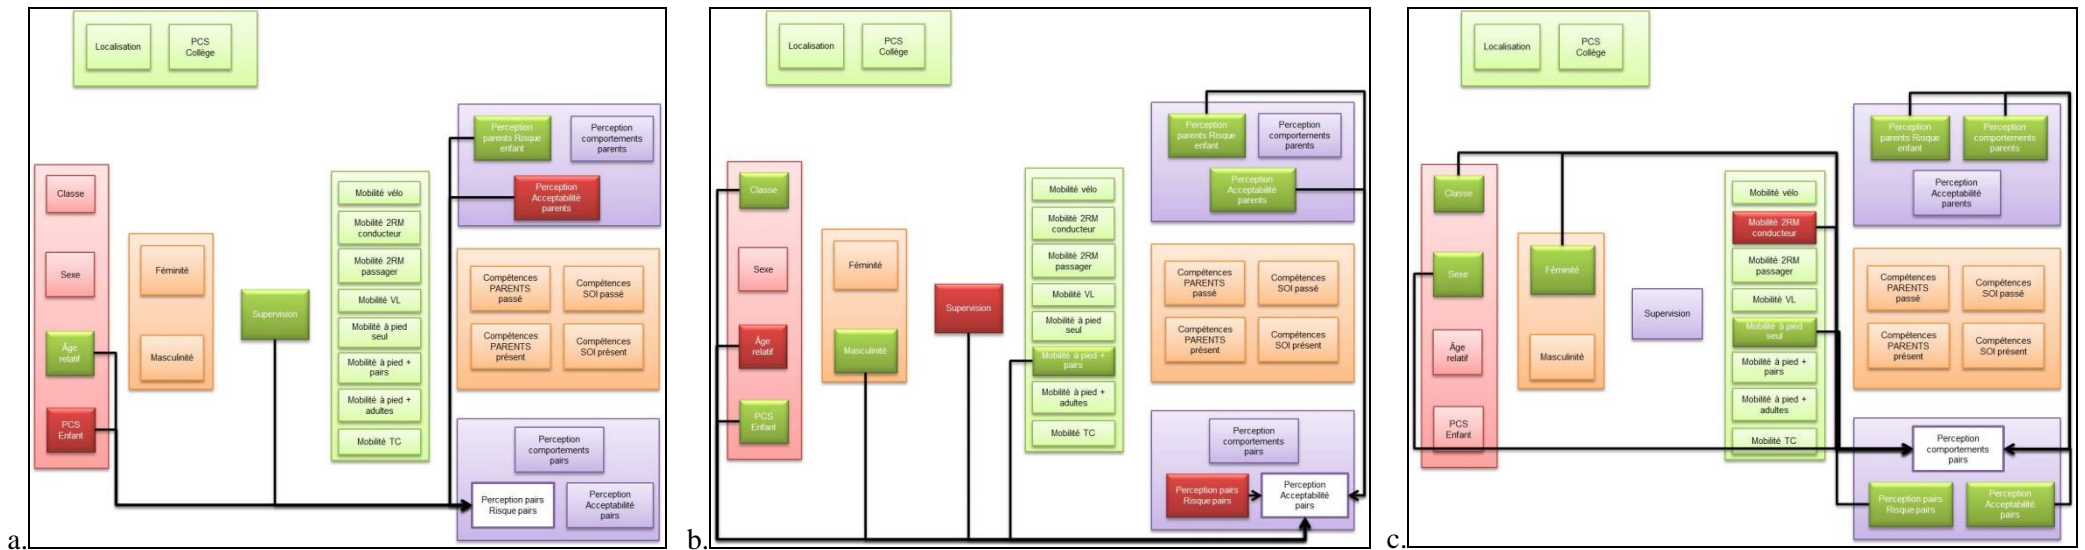 Localisation
PCS
Collège
Perception
parents Risque
enfant
Perception
comportements
parents
Perception
Acceptabilité
parents
Classe
Sexe
Âge
relatif
PCS
Enfant
Féminité
Masculinité
Supervision
Mobilité vélo
Mobilité 2RM
conducteur
Mobilité 2RM
passager
Mobilité VL
Mobilité à pied
seul
Mobilité à pied +
pairs
Mobilité à pied +
adultes
Mobilité TC
Compétences
PARENTS
passé
Compétences
SOI passé
Compétences
PARENTS
présent
Compétences
SOI présent
Perception
comportements
pairs
Perception pairs
Risque pairs
Perception
Acceptabilité
pairs
a.
Localisation
PCS
Collège
Perception
parents Risque
enfant
Perception
comportements
parents
Perception
Acceptabilité
parents
Classe
Sexe
Âge
relatif
PCS
Enfant
Féminité
Masculinité
Supervision
Mobilité vélo
Mobilité 2RM
conducteur
Mobilité 2RM
passager
Mobilité VL
Mobilité à pied
seul
Mobilité à pied +
pairs
Mobilité à pied +
adultes
Mobilité TC
Compétences
PARENTS
passé
Compétences
SOI passé
Compétences
PARENTS
présent
Compétences
SOI présent
Perception
comportements
pairs
Perception pairs
Risque pairs
Perception
Acceptabilité
pairs
b.
Localisation
PCS
Collège
Perception
parents Risque
enfant
Perception
comportements
parents
Perception
Acceptabilité
parents
Classe
Sexe
Âge
relatif
PCS
Enfant
Féminité
Masculinité
Supervision
Mobilité vélo
Mobilité 2RM
conducteur
Mobilité 2RM
passager
Mobilité VL
Mobilité à pied
seul
Mobilité à pied +
pairs
Mobilité à pied +
adultes
Mobilité TC
Compétences
PARENTS
passé
Compétences
SOI passé
Compétences
PARENTS
présent
Compétences
SOI présent
Perception
comportements
pairs
Perception pairs
Risque pairs
Perception
Acceptabilité
pairs
c.